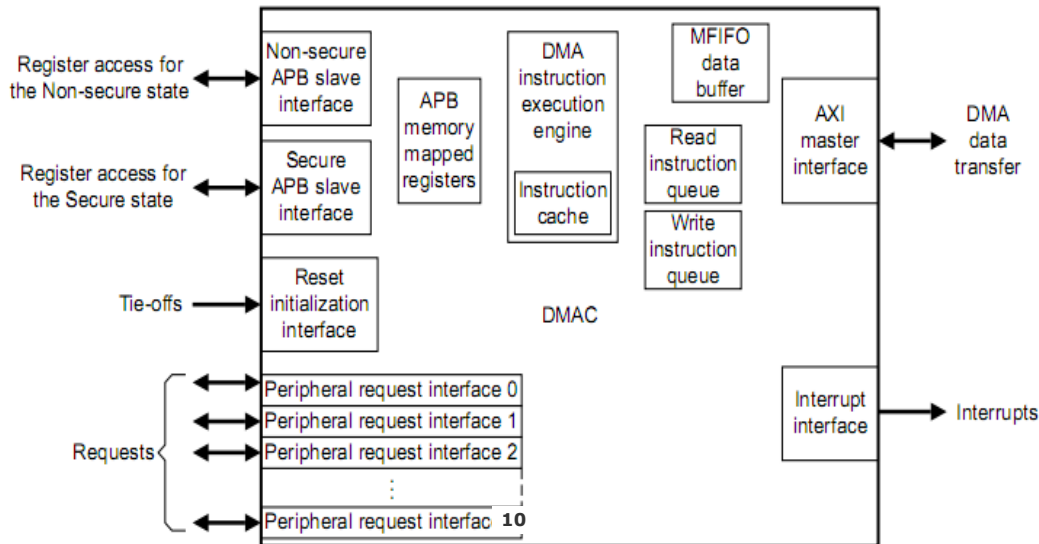 Register access for
the Non-secure state
Non-secure
APB slave
interface
Register access for
the Secure state
Secure
APB slave
interface
APB
memory
mapped
registers
DMA
instruction
execution
engine
Instruction
cache
MFIFO
data
buffer
Read
instruction
queue
Write
instruction
queue
AXI
master
interface
DMA
data
transfer
Tie-offs
Reset
initialization
interface
DMAC
Requests
Peripheral request interface 0
Peripheral request interface 1
Peripheral request interface 2
⋮
Peripheral request interface 10
Interrupt
interface
Interrupts